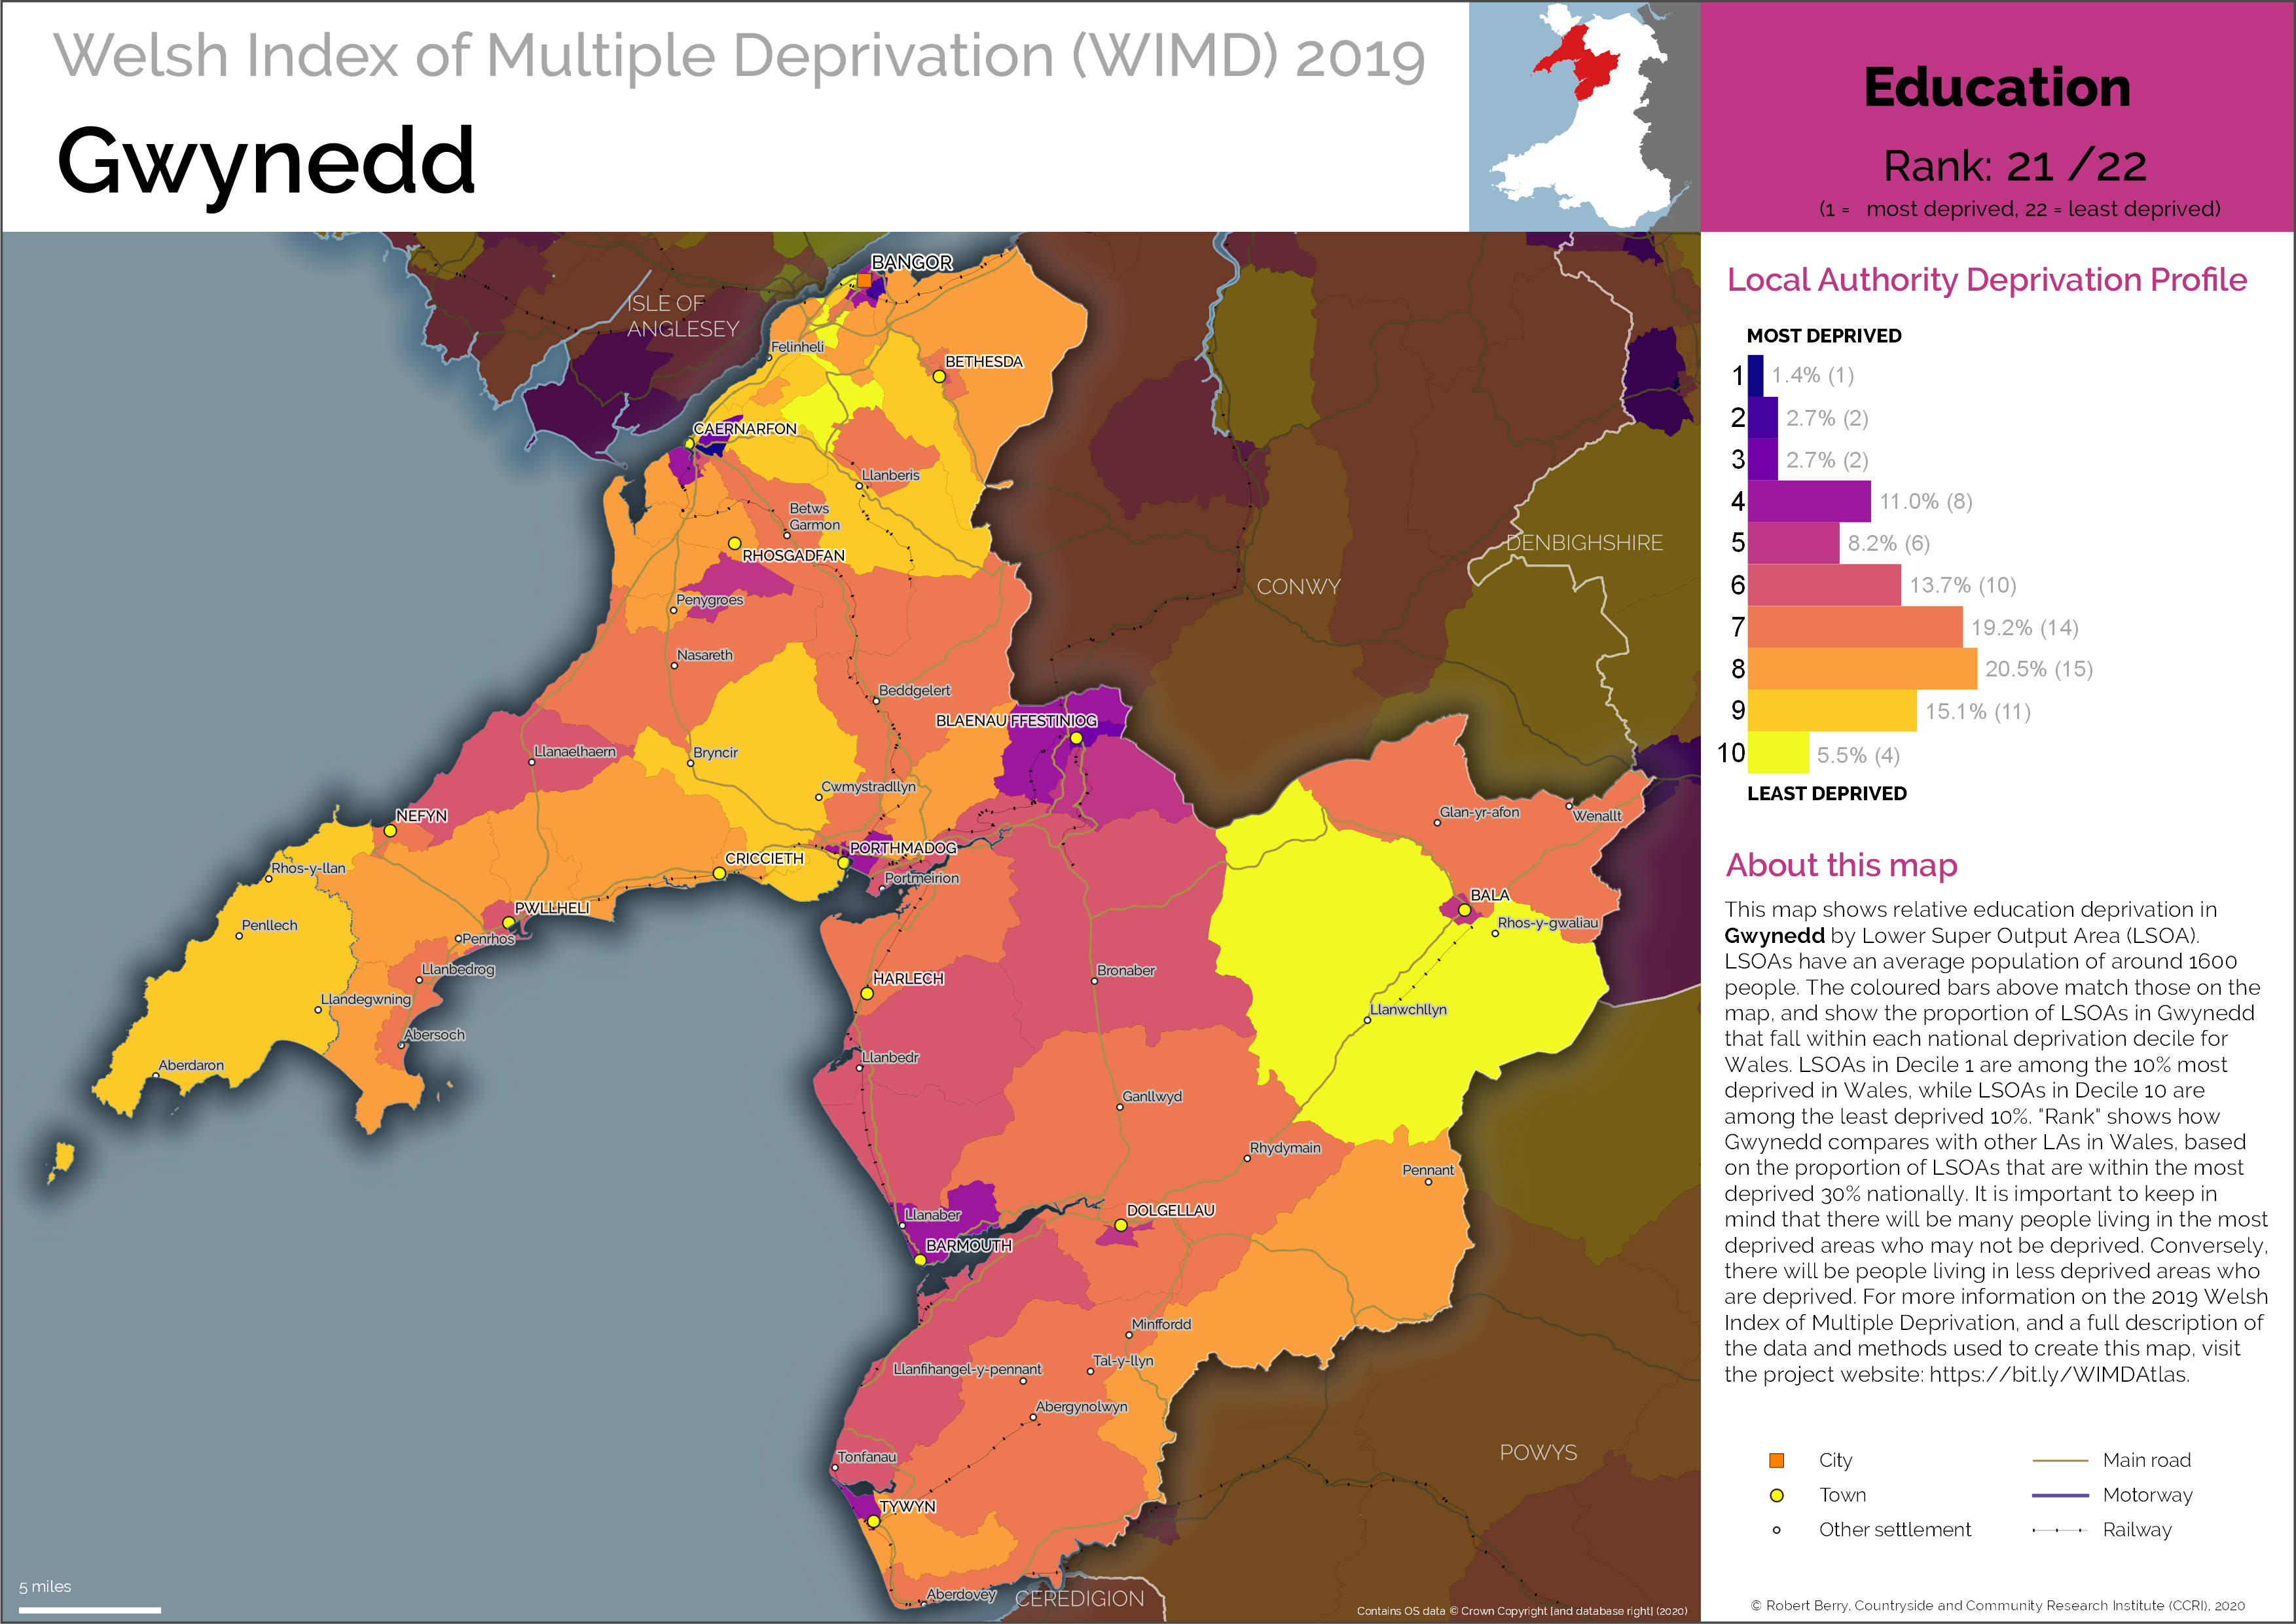 Welsh Index of Multiple Deprivation (WIMD) 2019
Gwynedd
Education
Rank: 21 /22
(1 = most deprived, 22 = least deprived)
BANGOR
ISLE OF
ANGLESEY
Felinheli
BETHESDA
CAERNARFON
Llanberis
Betws
Garmon
RHOSGADFAN
DENBIGHSHIRE
CONWY
Penygroes
Nasareth
Beddgelert
BLAENAU FFESTINIOG
Llanaelhaern
Bryncir
Cwmystradllyn
NEFYN
Glan-yr-afon
Wenallt
PORTHMADOG
CRICCIETH
Rhos-y-llan
Portmeirion
BALA
PWLLHELI
Penllech
Rhos-y-gwaliau
Penrhos
Llanbedrog
Bronaber
HARLECH
Llandegwning
Llanwchllyn
Abersoch
Llanbedr
Aberdaron
Ganllwyd
Rhydymain
Pennant
DOLGELLAU
Llanaber
BARMOUTH
Minffordd
Tal-y-llyn
Llanfihangel-y-pennant
Abergynolwyn
POWYS
Tonfanau
TYWYN
Aberdovey
CEREDIGION
5 miles
Contains OS data © Crown Copyright [and database right] (2020)
Local Authority Deprivation Profile
MOST DEPRIVED
1 1.4% (1)
2 2.7% (2)
3 2.7% (2)
4 11.0% (8)
5 8.2% (6)
6 13.7% (10)
7 19.2% (14)
8 20.5% (15)
9 15.1% (11)
10 5.5% (4)
LEAST DEPRIVED
About this map
This map shows relative education deprivation in
Gwynedd by Lower Super Output Area (LSOA).
LSOAs have an average population of around 1600
people. The coloured bars above match those on the
map, and show the proportion of LSOAs in Gwynedd
that fall within each national deprivation decile for
Wales. LSOAs in Decile 1 are among the 10% most
deprived in Wales, while LSOAs in Decile 10 are
among the least deprived 10%. "Rank" shows how
Gwynedd compares with other LAs in Wales, based
on the proportion of LSOAs that are within the most
deprived 30% nationally. It is important to keep in
mind that there will be many people living in the most
deprived areas who may not be deprived. Conversely,
there will be people living in less deprived areas who
are deprived. For more information on the 2019 Welsh
Index of Multiple Deprivation, and a full description of
the data and methods used to create this map, visit
the project website: https://bit.ly/WIMDAtlas.
City
Town
Other settlement
Main road
Motorway
Railway
© Robert Berry, Countryside and Community Research Institute (CCRI), 2020